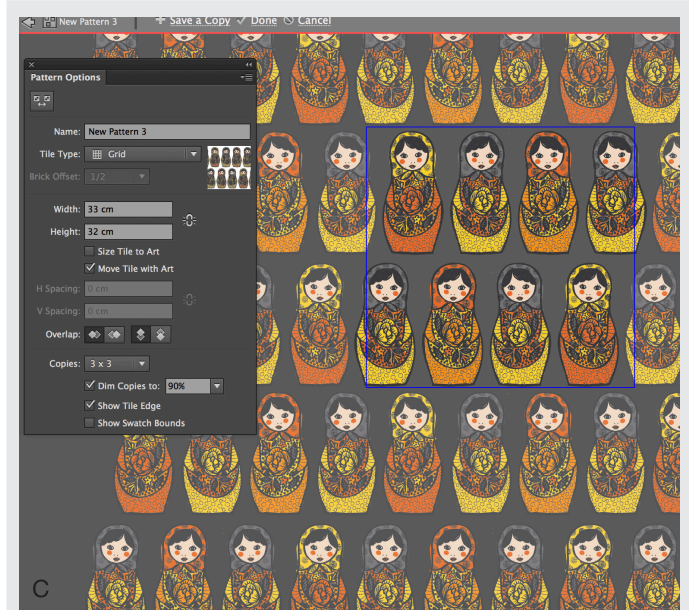 New Pattern 3 + Save a Copy ✓ Done Cancel
Pattern Options
Name: New Pattern 3
Tile Type: Grid
Brick Offset: 1/2
Width: 33 cm
Height: 32 cm
Size Tile to Art
Move Tile with Art
H Spacing: 0 cm
V Spacing: 0 cm
Overlap:
Copies: 3 x 3
Dim Copies to: 90%
Show Tile Edge
Show Swatch Bounds
C